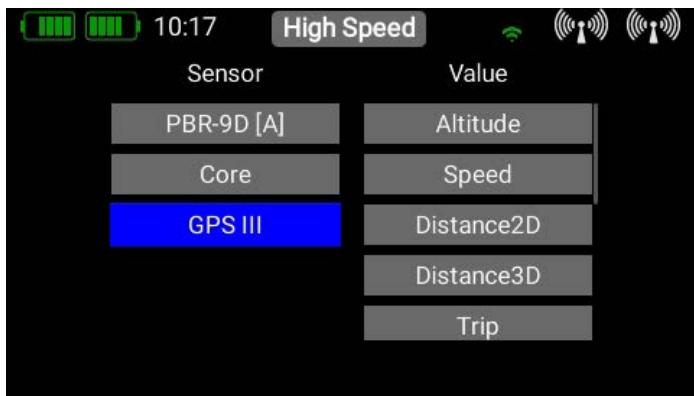 10:17 High Speed
Sensor Value
PBR-9D [A] Altitude
Core Speed
GPS III Distance2D
Distance3D
Trip